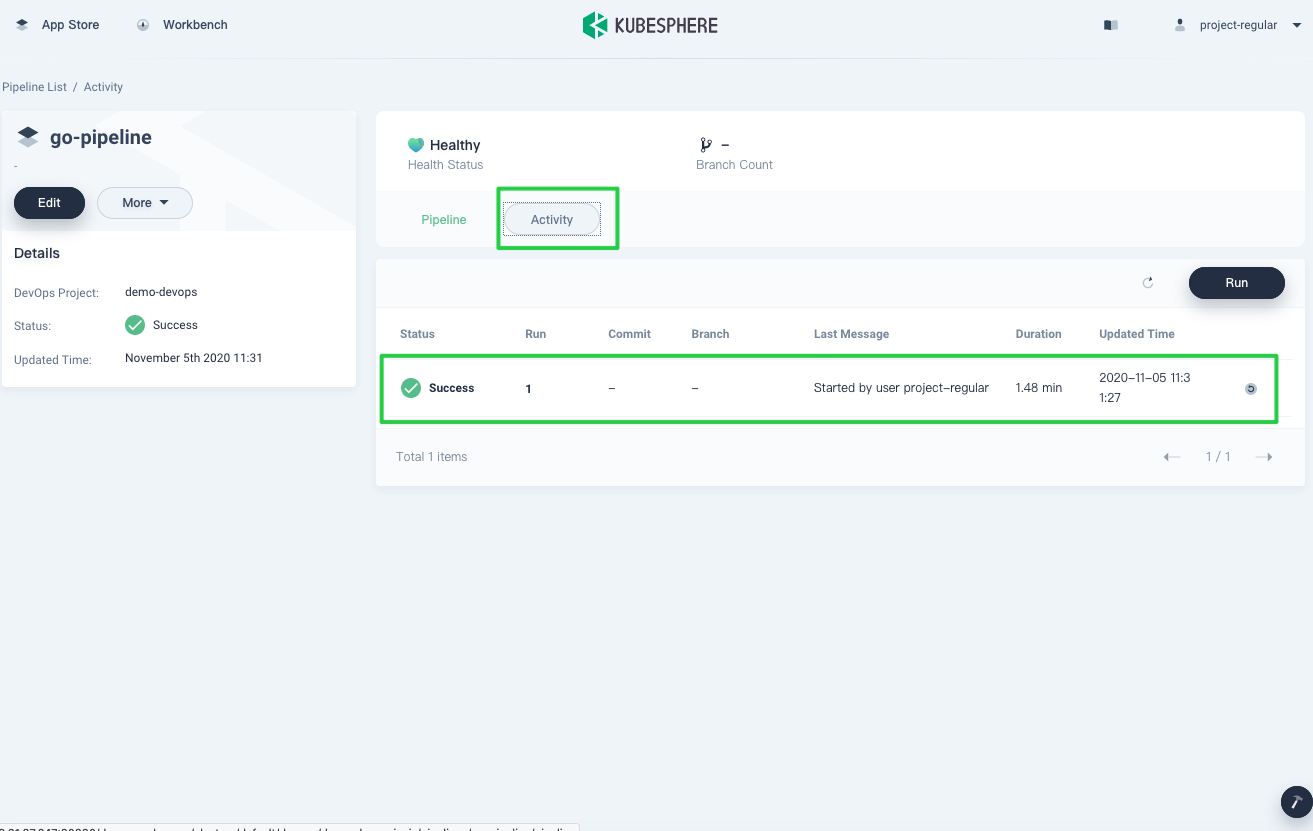 App Store
Workbench
KUBESPHERE
project-regular
Pipeline List / Activity
go-pipeline
-
Edit
More
Details
DevOps Project: demo-devops
Status: Success
Updated Time: November 5th 2020 11:31
Healthy
Health Status
–
Branch Count
Pipeline
Activity
Run
Status Run Commit Branch Last Message Duration Updated Time
Success 1 – – Started by user project-regular 1.48 min 2020-11-05 11:3
1:27
Total 1 items
1 / 1